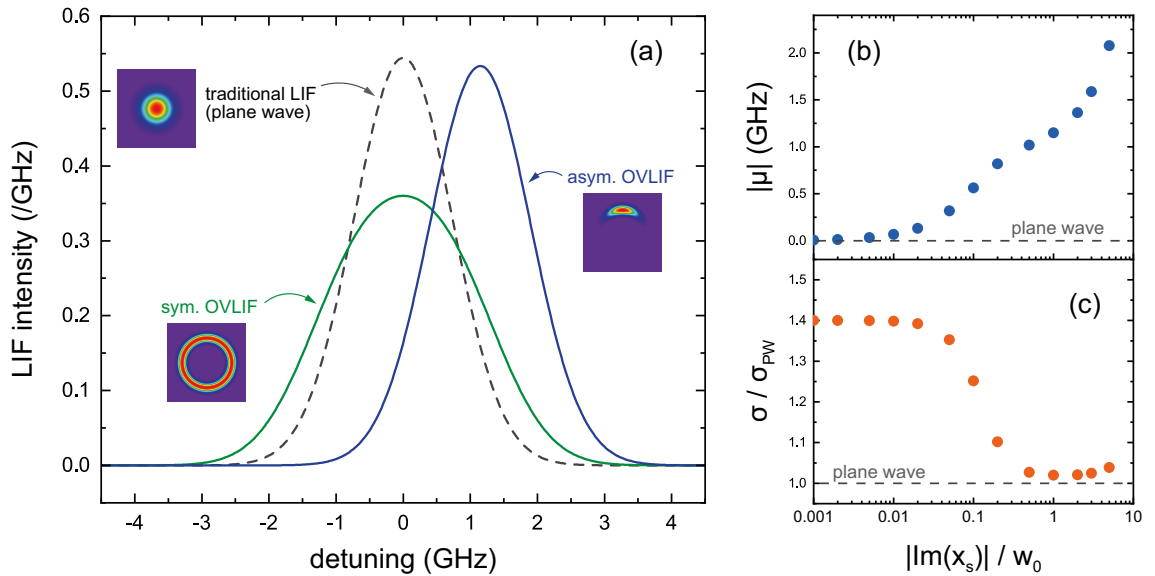 (a)
0.6
0.5
0.4
0.3
0.2
0.1
0.0
LIF intensity (/GHz)
traditional LIF
(plane wave)
asym. OVLIF
sym. OVLIF
-4
-3
-2
-1
0
1
2
3
4
detuning (GHz)
(b)
2.0
1.5
1.0
0.5
0.0
|μ| (GHz)
plane wave
(c)
1.4
1.3
1.2
1.1
1.0
σ / σPW
plane wave
0.001
0.01
0.1
1
10
|Im(xs)| / w0